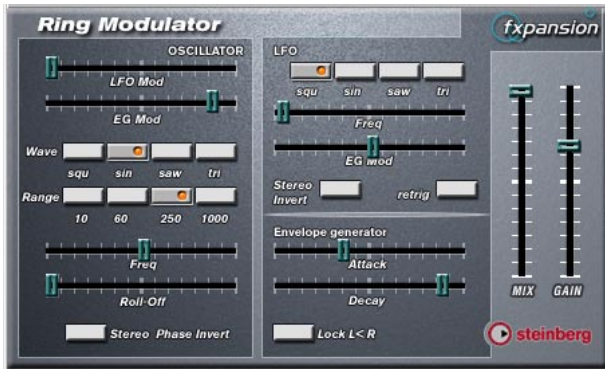 Ring Modulator
fxpansion
OSCILLATOR
LFO Mod
EG Mod
Wave
squ sin saw tri
Range
10 60 250 1000
Freq
Roll-Off
Stereo Phase Invert
LFO
squ sin saw tri
Freq
EG Mod
Stereo
Invert
retrig
Envelope generator
Attack
Decay
Lock L<R
MIX GAIN
steinberg